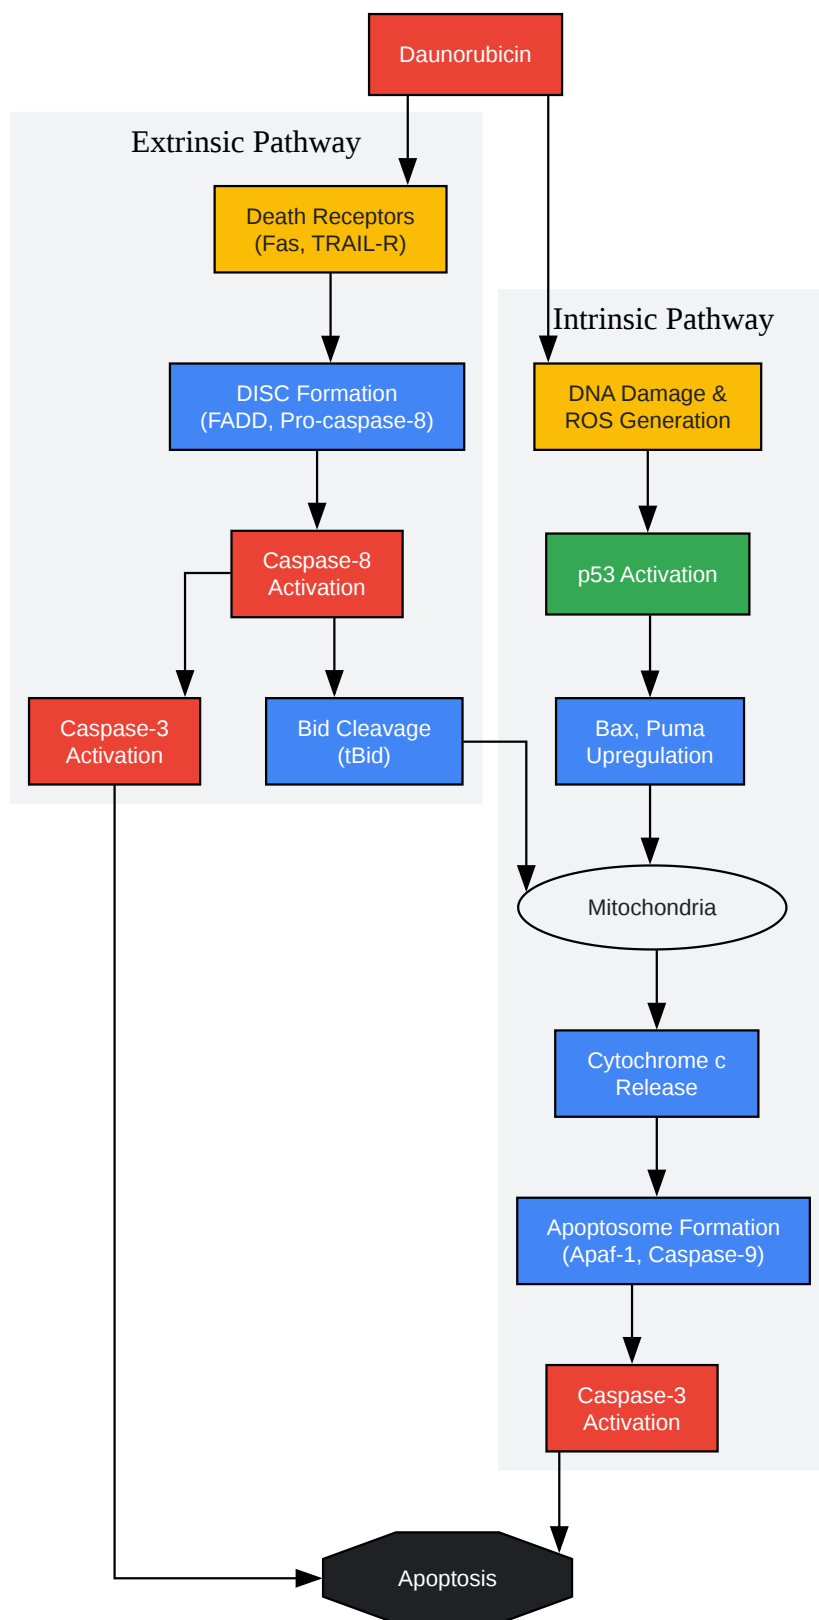 Daunorubicin
Extrinsic Pathway
Death Receptors
(Fas, TRAIL-R)
Intrinsic Pathway
DISC Formation
(FADD, Pro-caspase-8)
DNA Damage &
ROS Generation
Caspase-8
Activation
p53 Activation
Caspase-3
Activation
Bid Cleavage
(tBid)
Bax, Puma
Upregulation
Mitochondria
Cytochrome c
Release
Apoptosome Formation
(Apaf-1, Caspase-9)
Caspase-3
Activation
Apoptosis